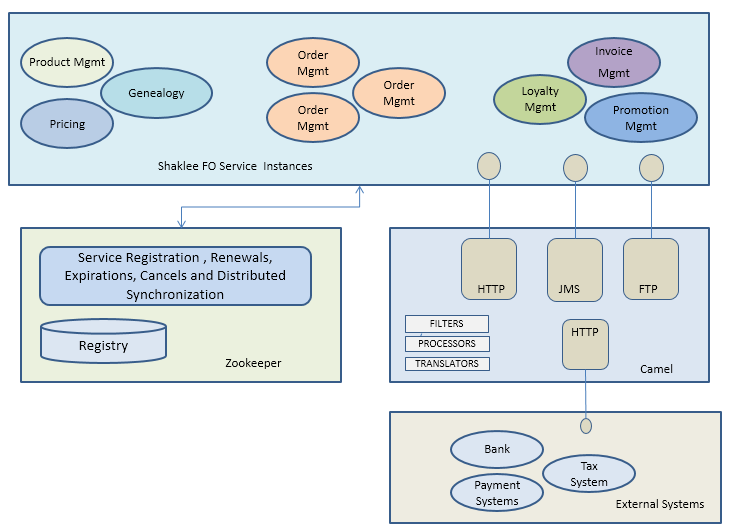 Product Mgmt
Genealogy
Pricing
Order
Mgmt
Order
Mgmt
Order
Mgmt
Invoice
Mgmt
Loyalty
Mgmt
Promotion
Mgmt
Shaklee FO Service Instances
Service Registration , Renewals,
Expirations, Cancels and Distributed
Synchronization
Registry
Zookeeper
HTTP
JMS
FTP
FILTERS
PROCESSORS
TRANSLATORS
HTTP
Camel
Bank
Tax
System
Payment
Systems
External Systems